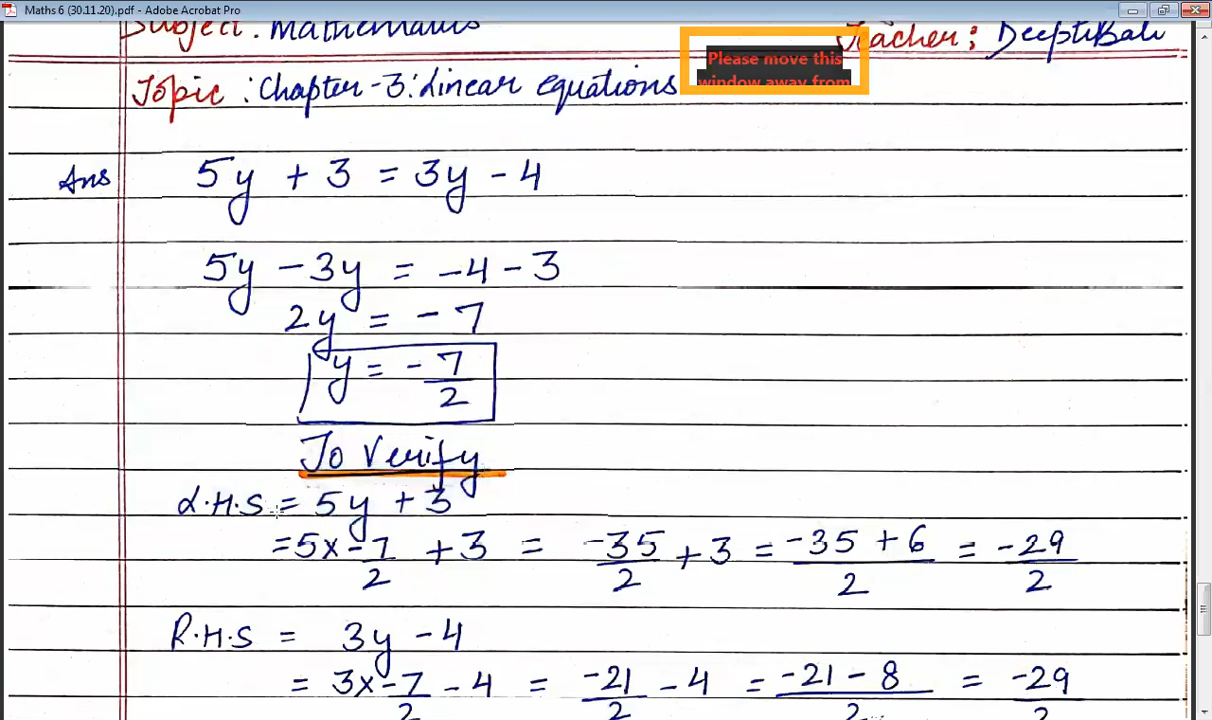 Maths 6 (30.11.20).pdf - Adobe Acrobat Pro
Subject: Mathematics Teacher: Deepti Bali
Please move this
window away from
Topic: Chapter-3: Linear equations
Ans 5y + 3 = 3y - 4
5y - 3y = -4 - 3
2y = -7
y = -7/2
To Verify
L.H.S = 5y + 3
= 5x -7/2 + 3 = -35/2 + 3 = -35 + 6/2 = -29/2
R.H.S = 3y - 4
= 3x -7/2 - 4 = -21/2 - 4 = -21 - 8/2 = -29/2